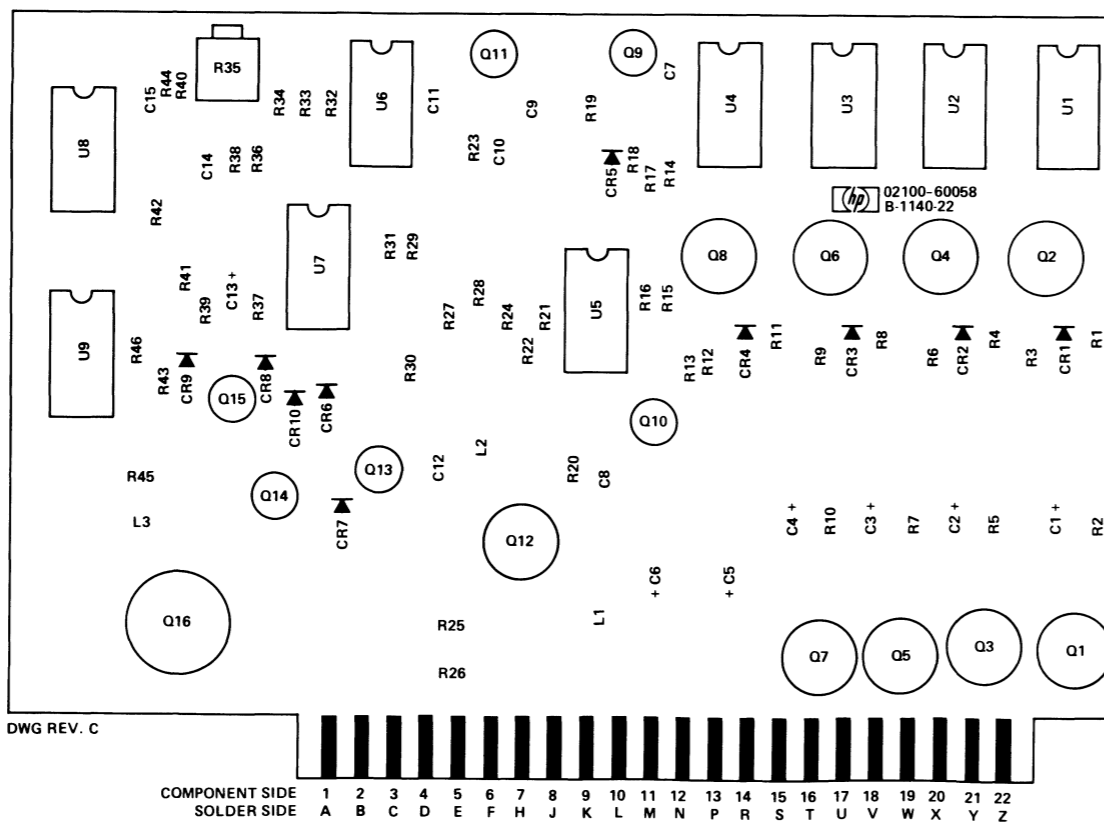 Q11 Q9
R35 C7
C15 R44 R40 R34 R33 R32 U6 C11 C9 R19 U4 U3 U2 U1
U8 C14 R38 R36 R23 C10 CR5 R18 R17 R14
hp 02100-60058
B-1140-22
R42 R31 R29 Q8 Q6 Q4 Q2
U7
R41 R39 C13 + R37 R28 R27 R24 R21 R22 U5 R16 R15
U9 R46 R43 CR9 CR8 R30 R13 R12 CR4 R11 R9 CR3 R8 R6 CR2 R4 R3 CR1 R1
Q15 CR10 CR6 Q10
R45 Q14 Q13 C12 L2 R20 C8
L3 CR7 Q12 C4 + R10 C3 + R7 C2 + R5 C1 + R2
+ C6 + C5
Q16 R25 L1 Q7 Q5 Q3 Q1
R26
DWG REV. C
COMPONENT SIDE 1 2 3 4 5 6 7 8 9 10 11 12 13 14 15 16 17 18 19 20 21 22
SOLDER SIDE A B C D E F H J K L M N P R S T U V W X Y Z